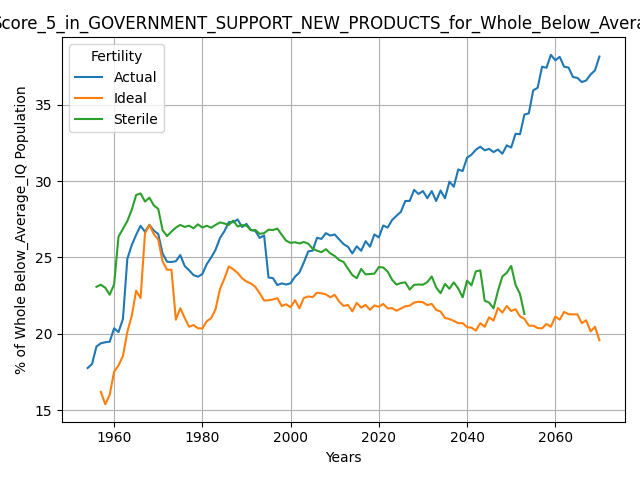 Score_5_in_GOVERNMENT_SUPPORT_NEW_PRODUCTS_for_Whole_Below_Avera
Fertility
Actual
Ideal
Sterile
% of Whole Below_Average_IQ Population
35
30
25
20
15
1960 1980 2000 2020 2040 2060
Years